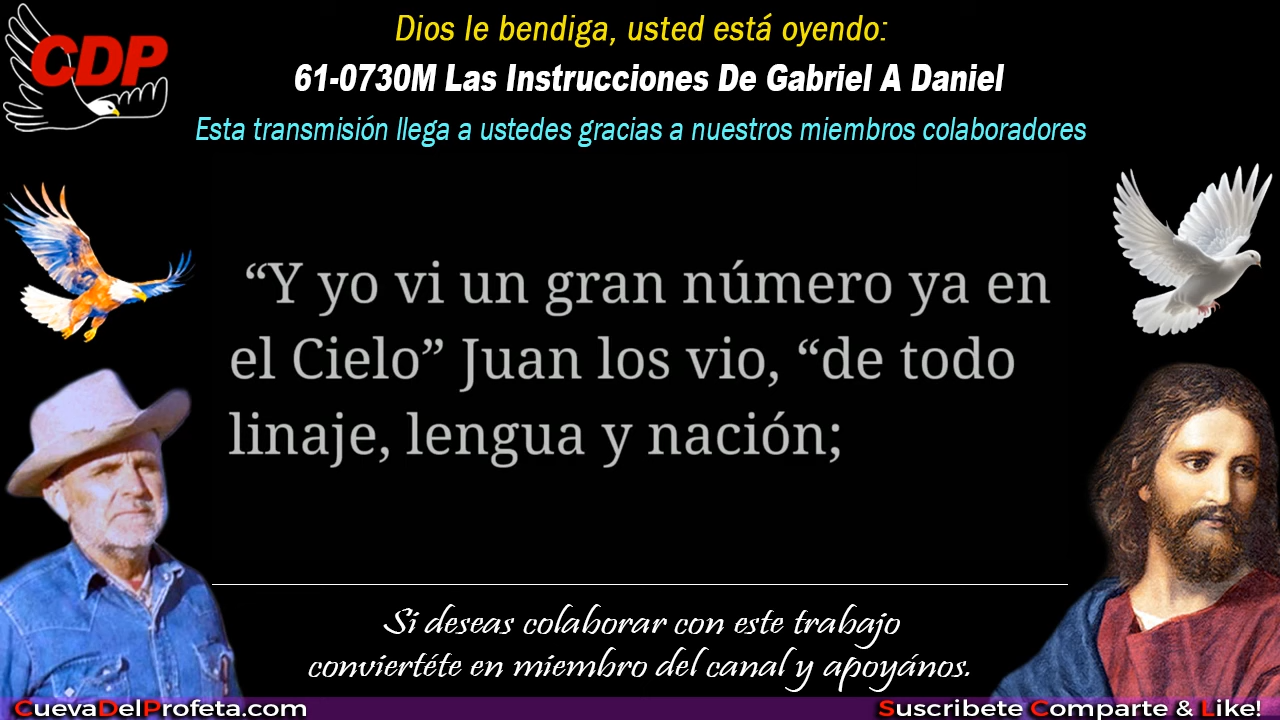 CDP
Dios le bendiga, usted está oyendo:
61-0730M Las Instrucciones De Gabriel A Daniel
Esta transmisión llega a ustedes gracias a nuestros miembros colaboradores
“Y yo vi un gran número ya en
el Cielo” Juan los vio, “de todo
linaje, lengua y nación;
Si deseas colaborar con este trabajo
conviertéte en miembro del canal y apoyános.
CuevaDelProfeta.com
Suscribete Comparte & Like!